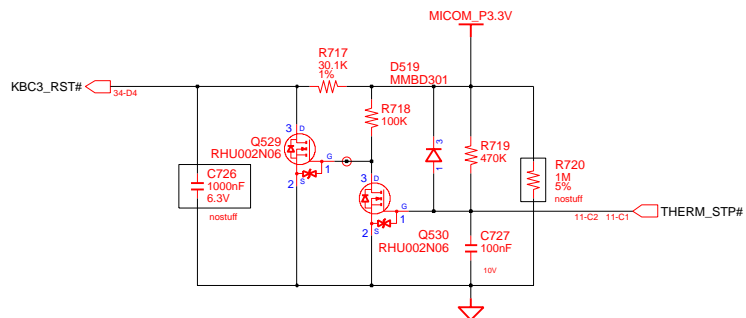 MICOM_P3.3V
R717
30.1K
1%
D519
MMBD301
KBC3_RST#
34-D4
R718
100K
3
D
Q529
RHU002N06
G
1
S
2
3
1
R719
470K
R720
1M
5%
nostuff
C726
1000nF
6.3V
nostuff
3
D
G
1
S
2
11-C2
11-C1
THERM_STP#
Q530
RHU002N06
C727
100nF
10V